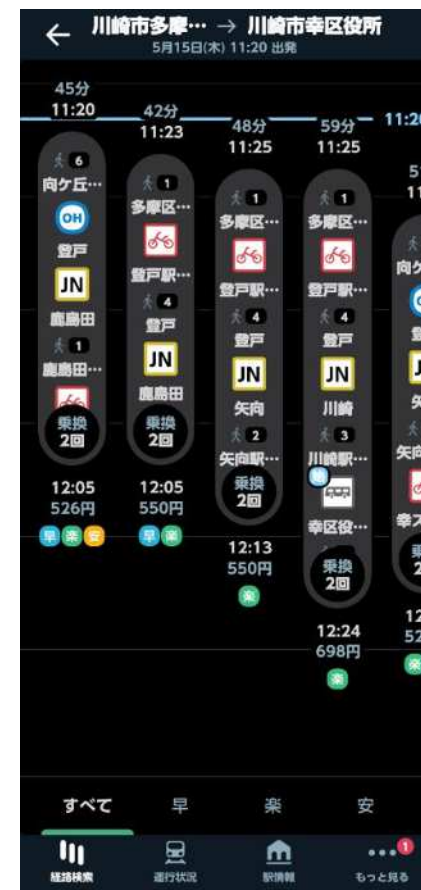 川崎市多摩… → 川崎市幸区役所
5月15日(木) 11:20 出発
45分
11:20
6
向ケ丘…
OH
登戸
JN
鹿島田
1
鹿島田…
乗換
2回
12:05
526円
早 楽 安
42分
11:23
1
多摩区…
登戸駅…
4
登戸
JN
鹿島田
乗換
2回
12:05
550円
早 楽
48分
11:25
1
多摩区…
登戸駅…
4
登戸
JN
矢向
2
矢向駅…
乗換
2回
12:13
550円
楽
59分
11:25
1
多摩区…
登戸駅…
4
登戸
JN
川崎
3
川崎駅…
幸区役…
乗換
2回
12:24
698円
楽
11:20
5
11
向ケ
登
矢
矢向
幸ス
乗
2
12
52
楽
すべて 早 楽 安
経路検索 運行状況 駅情報 もっと見る
1